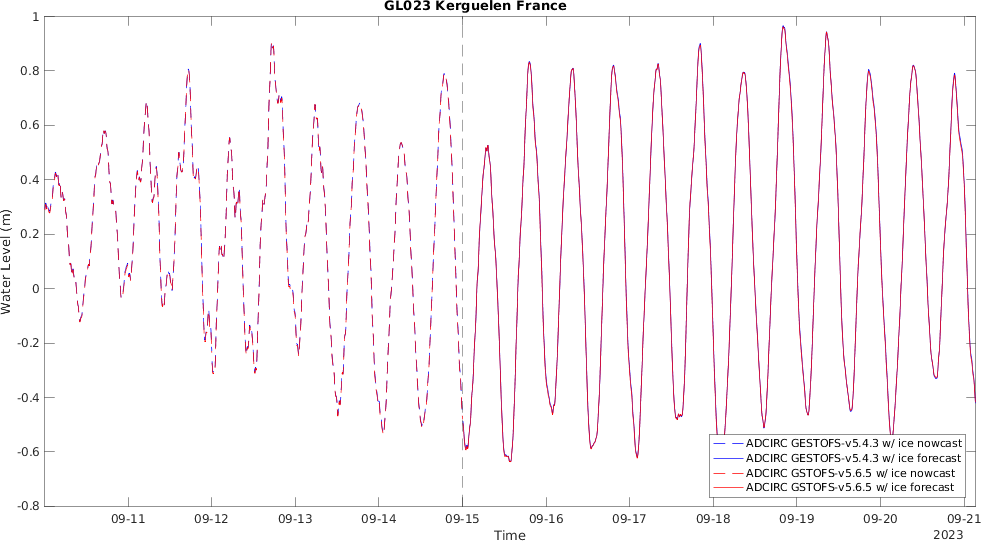 GL023 Kerguelen France
1
0.8
0.6
0.4
0.2
0
-0.2
-0.4
-0.6
-0.8
Water Level (m)
ADCIRC GESTOFS-v5.4.3 w/ ice nowcast
ADCIRC GESTOFS-v5.4.3 w/ ice forecast
ADCIRC GSTOFS-v5.6.5 w/ ice nowcast
ADCIRC GSTOFS-v5.6.5 w/ ice forecast
09-11 09-12 09-13 09-14 09-15 09-16 09-17 09-18 09-19 09-20 09-21
Time 2023